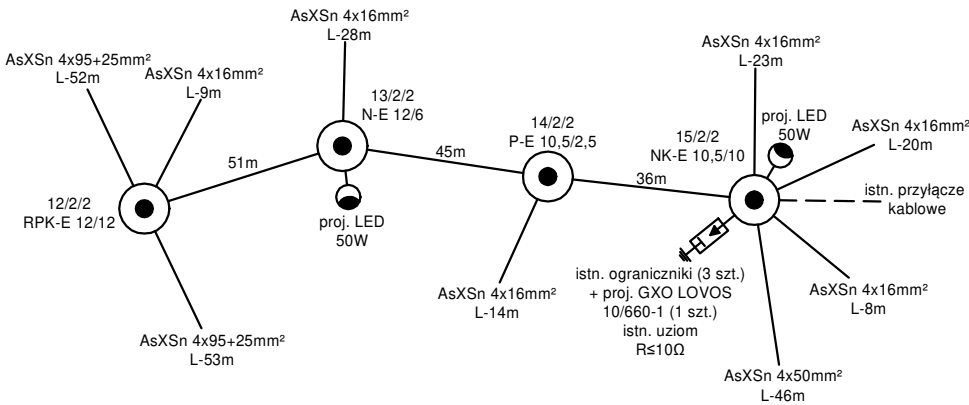 AsXSn 4x95+25mm²
L-52m
AsXSn 4x16mm²
L-9m
12/2/2
RPK-E 12/12
AsXSn 4x95+25mm²
L-53m
51m
AsXSn 4x16mm²
L-28m
13/2/2
N-E 12/6
proj. LED
50W
45m
14/2/2
P-E 10,5/2,5
AsXSn 4x16mm²
L-14m
36m
AsXSn 4x16mm²
L-23m
15/2/2
NK-E 10,5/10
proj. LED
50W
AsXSn 4x16mm²
L-20m
istn. przyłącze
kablowe
AsXSn 4x16mm²
L-8m
AsXSn 4x50mm²
L-46m
istn. ograniczniki (3 szt.)
+ proj. GXO LOVOS
10/660-1 (1 szt.)
istn. uziom
R≤10Ω